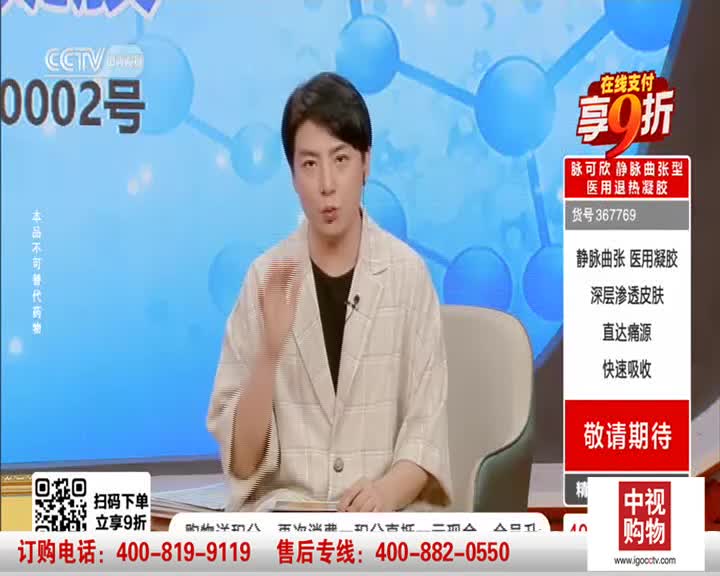 CCTV
0002号
本品不可替代药物
在线支付
享9折
脉可欣 静脉曲张型
医用退热凝胶
货号367769
静脉曲张 医用凝胶
深层渗透皮肤
直达痛源
快速吸收
敬请期待
扫码下单
立享9折
中视
购物
www.igocctv.com
订购电话：400-819-9119 售后专线：400-882-0550